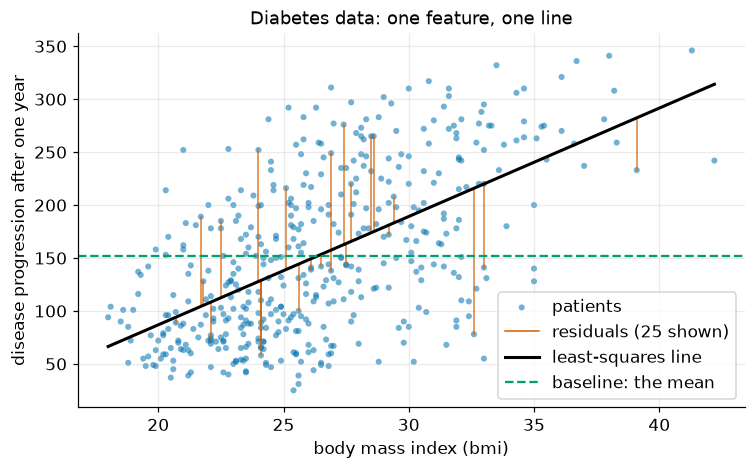 Diabetes data: one feature, one line
disease progression after one year
350
300
250
200
150
100
50
20
25
30
35
40
body mass index (bmi)
patients
residuals (25 shown)
least-squares line
baseline: the mean